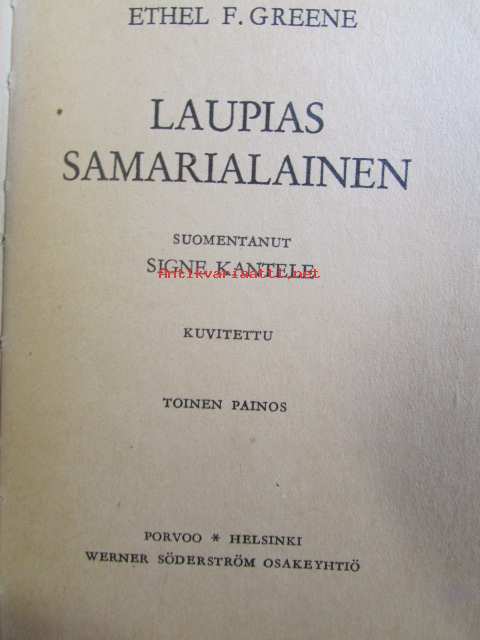 ETHEL F. GREENE
LAUPIAS
SAMARIALAINEN
SUOMENTANUT
SIGNE KANTELE
Antikvariaatti.net
KUVITETTU
TOINEN PAINOS
PORVOO * HELSINKI
WERNER SÖDERSTRÖM OSAKEYHTIÖ